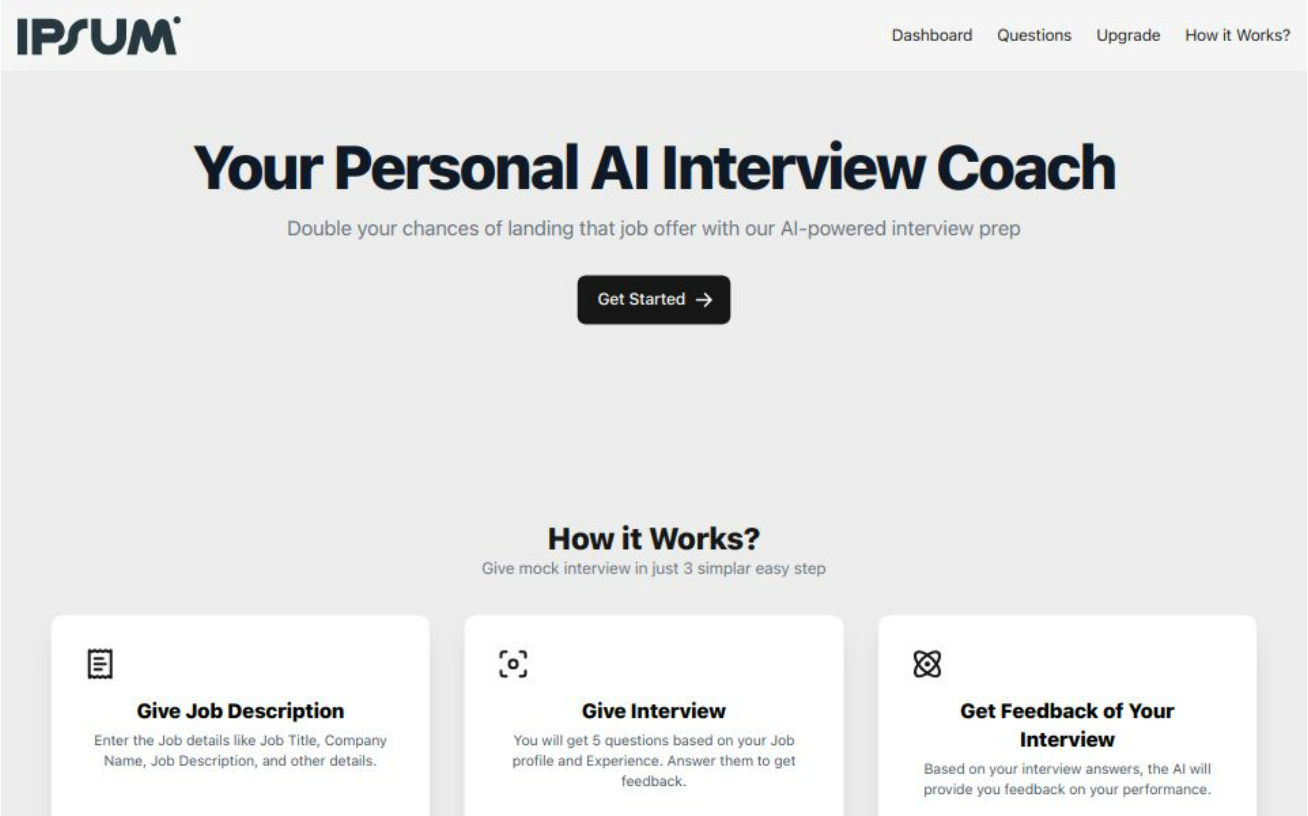 IPSUM
Dashboard Questions Upgrade How it Works?
Your Personal AI Interview Coach
Double your chances of landing that job offer with our AI-powered interview prep
Get Started →
How it Works?
Give mock interview in just 3 simplar easy step
Give Job Description
Enter the Job details like Job Title, Company
Name, Job Description, and other details.
Give Interview
You will get 5 questions based on your Job
profile and Experience. Answer them to get
feedback.
Get Feedback of Your
Interview
Based on your interview answers, the AI will
provide you feedback on your performance.